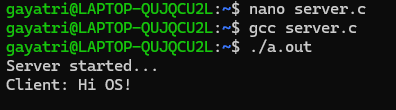 gayatri@LAPTOP-QUJQCU2L:~$ nano server.c
gayatri@LAPTOP-QUJQCU2L:~$ gcc server.c
gayatri@LAPTOP-QUJQCU2L:~$ ./a.out
Server started...
Client: Hi OS!